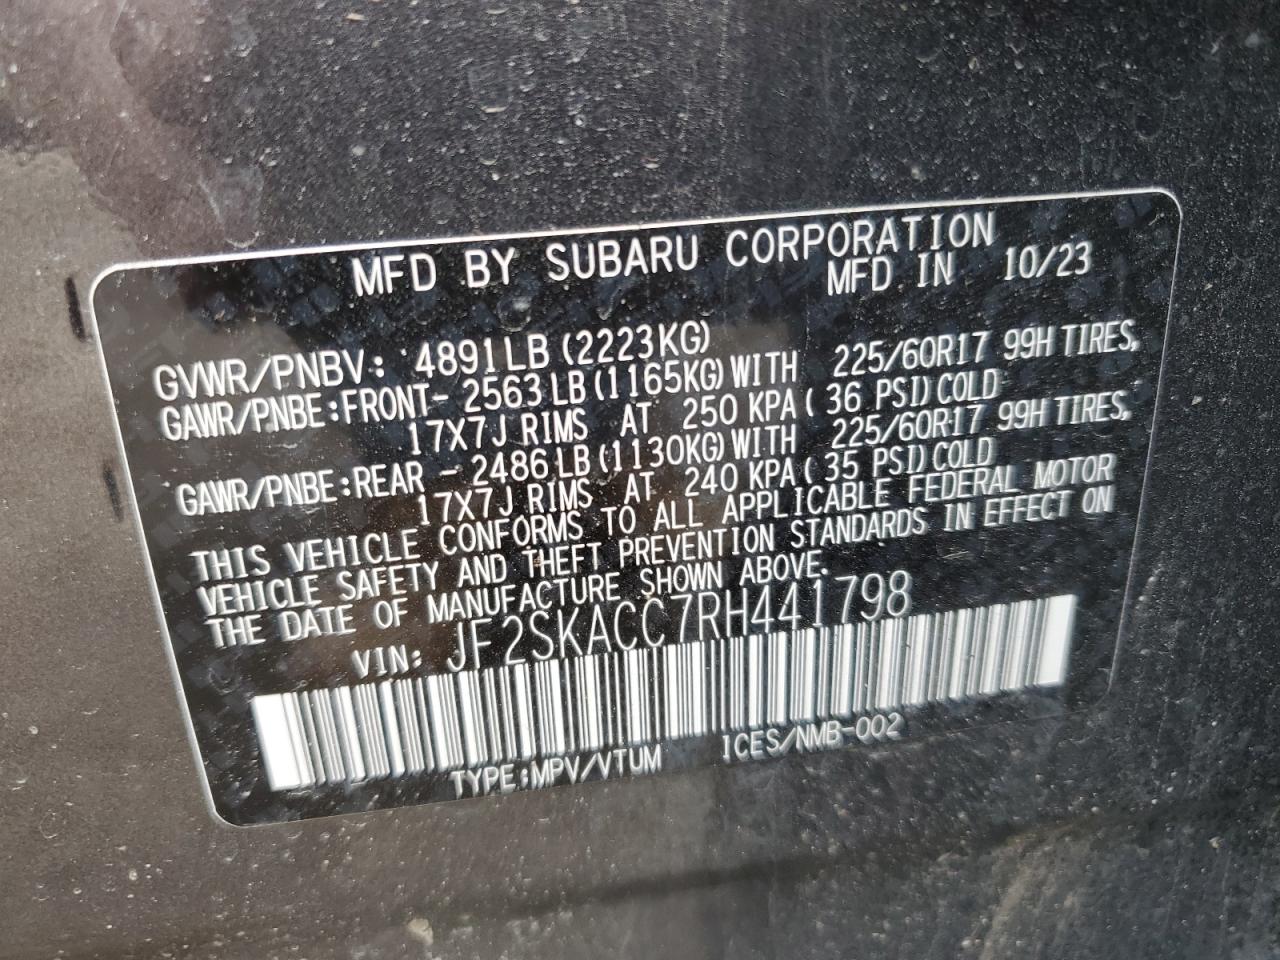 MFD BY SUBARU CORPORATION
MFD IN 10/23
GVWR/PNBV: 4891LB (2223KG)
GAWR/PNBE:FRONT- 2563 LB (1165KG) WITH 225/60R17 99H TIRES,
17X7J RIMS AT 250 KPA ( 36 PSI) COLD
GAWR/PNBE:REAR - 2486 LB (1130KG) WITH 225/60R17 99H TIRES,
17X7J RIMS AT 240 KPA ( 35 PSI) COLD
THIS VEHICLE CONFORMS TO ALL APPLICABLE FEDERAL MOTOR
VEHICLE SAFETY AND THEFT PREVENTION STANDARDS IN EFFECT ON
THE DATE OF MANUFACTURE SHOWN ABOVE.
VIN: JF2SKACC7RH441798
TYPE:MPV/VTUM ICES/NMB-002